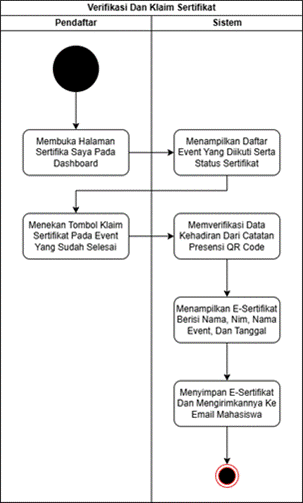 Verifikasi Dan Klaim Sertifikat
Pendaftar
Sistem
Membuka Halaman
Sertifika Saya Pada
Dashboard
Menampilkan Daftar
Event Yang Diikuti Serta
Status Sertifikat
Menekan Tombol Klaim
Sertifikat Pada Event
Yang Sudah Selesai
Memverifikasi Data
Kehadiran Dari Catatan
Presensi QR Code
Menampilkan E-Sertifikat
Berisi Nama, Nim, Nama
Event, Dan Tanggal
Menyimpan E-Sertifikat
Dan Mengirimkannya Ke
Email Mahasiswa